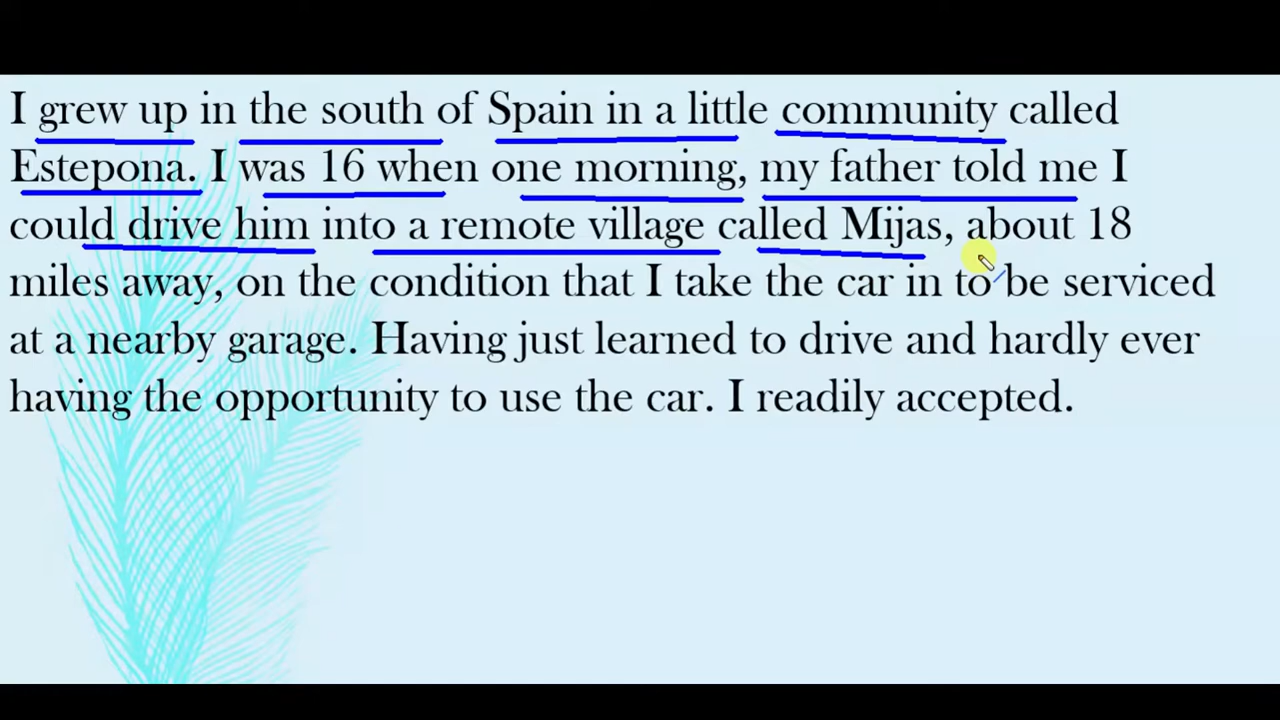 I grew up in the south of Spain in a little community called
Estepona. I was 16 when one morning, my father told me I
could drive him into a remote village called Mijas, about 18
miles away, on the condition that I take the car in to be serviced
at a nearby garage. Having just learned to drive and hardly ever
having the opportunity to use the car. I readily accepted.